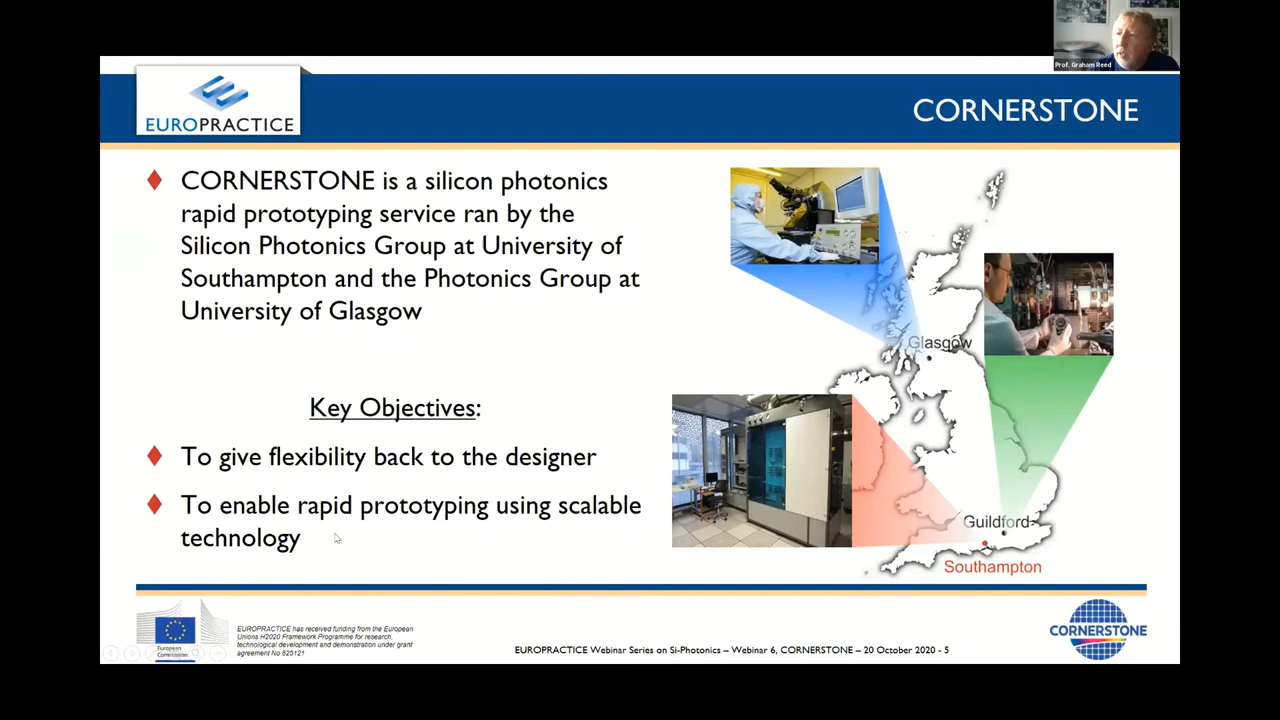 Prof. Graham Reed
EUROPRACTICE
CORNERSTONE
CORNERSTONE is a silicon photonics
rapid prototyping service ran by the
Silicon Photonics Group at University of
Southampton and the Photonics Group at
University of Glasgow
Key Objectives:
To give flexibility back to the designer
To enable rapid prototyping using scalable
technology
Glasgow
Guildford
Southampton
European
Commission
EUROPRACTICE has received funding from the European
Unions H2020 Framework Programme for research,
technological development and demonstration under grant
agreement No 825121
EUROPRACTICE Webinar Series on Si-Photonics – Webinar 6, CORNERSTONE – 20 October 2020 - 5
CORNERSTONE